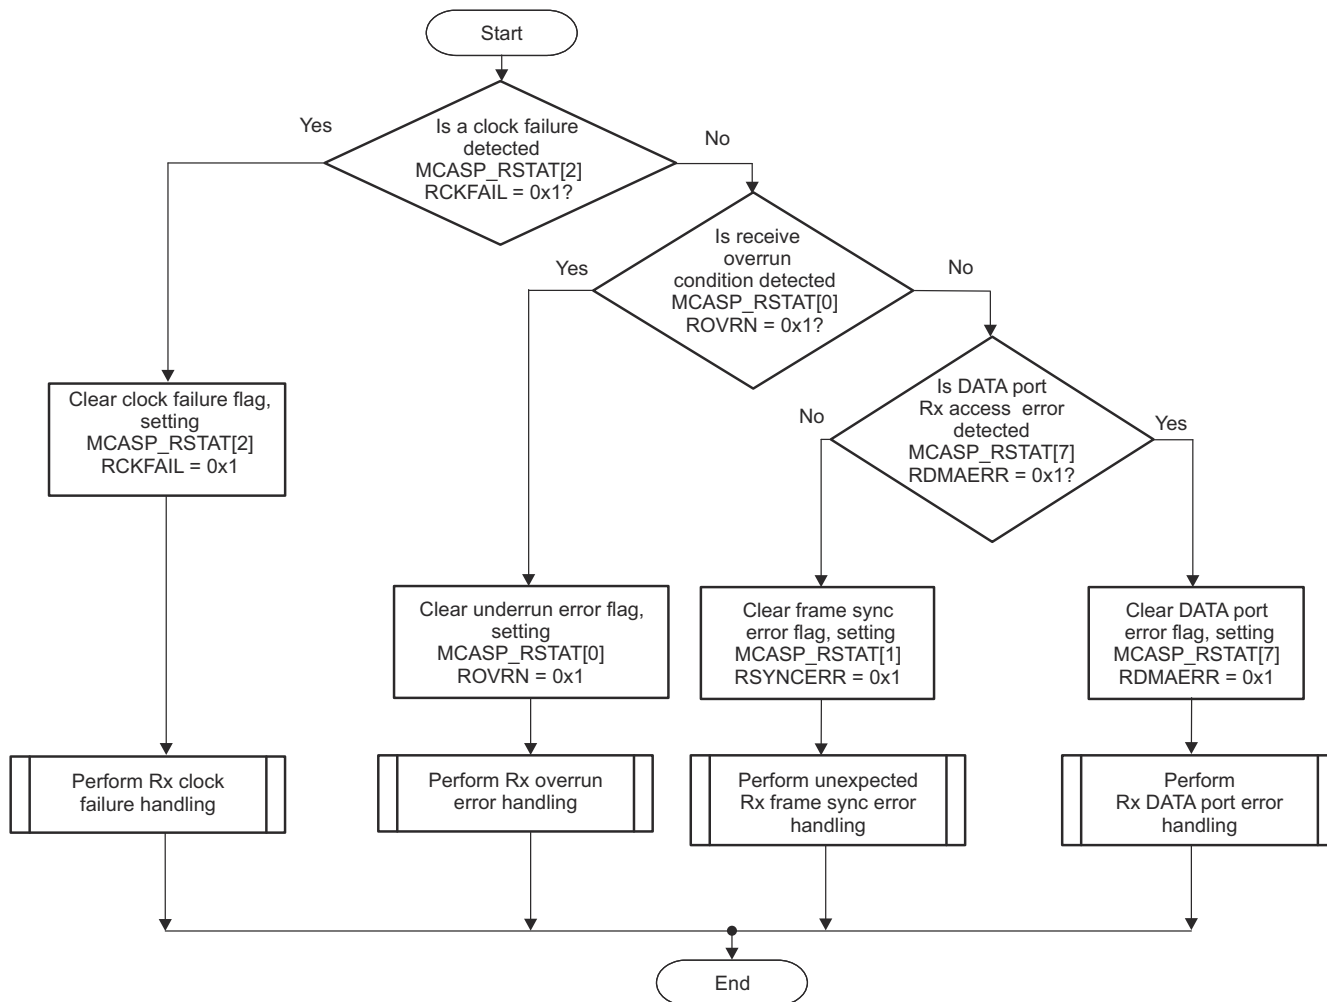 Start
Is a clock failure
detected
MCASP_RSTAT[2]
RCKFAIL = 0x1?
Yes
No
Is receive
overrun
condition detected
MCASP_RSTAT[0]
ROVRN = 0x1?
Yes
No
Is DATA port
Rx access error
detected
MCASP_RSTAT[7]
RDMAERR = 0x1?
No
Yes
Clear clock failure flag,
setting
MCASP_RSTAT[2]
RCKFAIL = 0x1
Clear underrun error flag,
setting
MCASP_RSTAT[0]
ROVRN = 0x1
Clear frame sync
error flag, setting
MCASP_RSTAT[1]
RSYNCERR = 0x1
Clear DATA port
error flag, setting
MCASP_RSTAT[7]
RDMAERR = 0x1
Perform Rx clock
failure handling
Perform Rx overrun
error handling
Perform unexpected
Rx frame sync error
handling
Perform
Rx DATA port error
handling
End